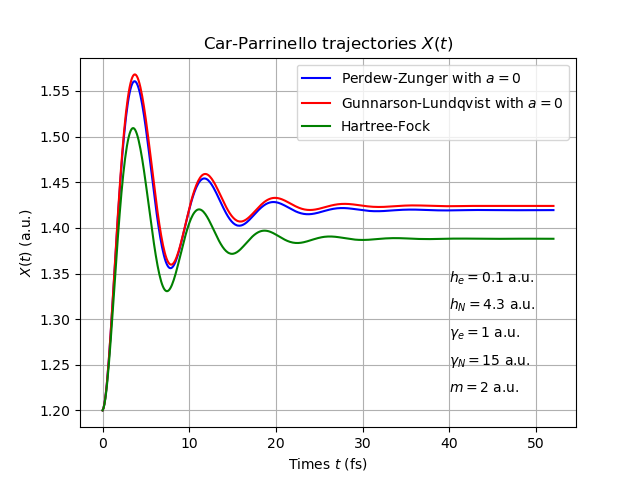 Car-Parrinello trajectories X(t)
Perdew-Zunger with a = 0
Gunnarson-Lundqvist with a = 0
Hartree-Fock
X(t) (a.u.)
1.55
1.50
1.45
1.40
1.35
1.30
1.25
1.20
h_e = 0.1 a.u.
h_N = 4.3 a.u.
γ_e = 1 a.u.
γ_N = 15 a.u.
m = 2 a.u.
0 10 20 30 40 50
Times t (fs)